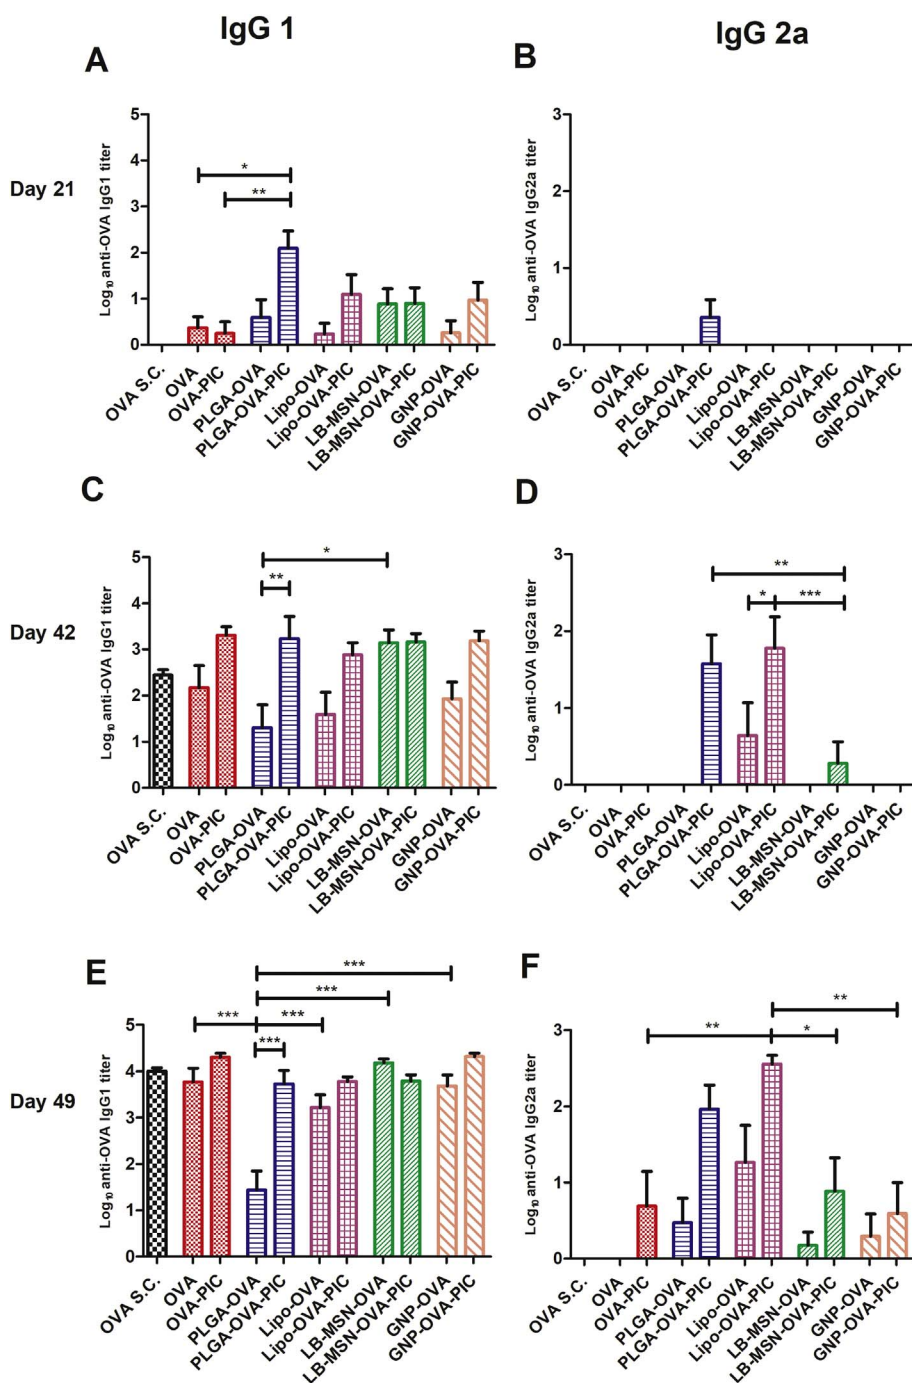 IgG 1
IgG 2a
A
B
Day 21
Log10 anti-OVA IgG1 titer
5
4
3
2
1
0
*
**
OVA S.C.
OVA
OVA-PIC
PLGA-OVA
PLGA-OVA-PIC
Lipo-OVA
Lipo-OVA-PIC
LB-MSN-OVA
LB-MSN-OVA-PIC
GNP-OVA
GNP-OVA-PIC
Log10 anti-OVA IgG2a titer
3
2
1
0
OVA S.C.
OVA
OVA-PIC
PLGA-OVA
PLGA-OVA-PIC
Lipo-OVA
Lipo-OVA-PIC
LB-MSN-OVA
LB-MSN-OVA-PIC
GNP-OVA
GNP-OVA-PIC
C
D
Day 42
Log10 anti-OVA IgG1 titer
5
4
3
2
1
0
*
**
OVA S.C.
OVA
OVA-PIC
PLGA-OVA
PLGA-OVA-PIC
Lipo-OVA
Lipo-OVA-PIC
LB-MSN-OVA
LB-MSN-OVA-PIC
GNP-OVA
GNP-OVA-PIC
Log10 anti-OVA IgG2a titer
3
2
1
0
**
* ***
OVA S.C.
OVA
OVA-PIC
PLGA-OVA
PLGA-OVA-PIC
Lipo-OVA
Lipo-OVA-PIC
LB-MSN-OVA
LB-MSN-OVA-PIC
GNP-OVA
GNP-OVA-PIC
E
F
Day 49
Log10 anti-OVA IgG1 titer
5
4
3
2
1
0
***
***
*** ***
***
OVA S.C.
OVA
OVA-PIC
PLGA-OVA
PLGA-OVA-PIC
Lipo-OVA
Lipo-OVA-PIC
LB-MSN-OVA
LB-MSN-OVA-PIC
GNP-OVA
GNP-OVA-PIC
Log10 anti-OVA IgG2a titer
3
2
1
0
**
** *
OVA S.C.
OVA
OVA-PIC
PLGA-OVA
PLGA-OVA-PIC
Lipo-OVA
Lipo-OVA-PIC
LB-MSN-OVA
LB-MSN-OVA-PIC
GNP-OVA
GNP-OVA-PIC